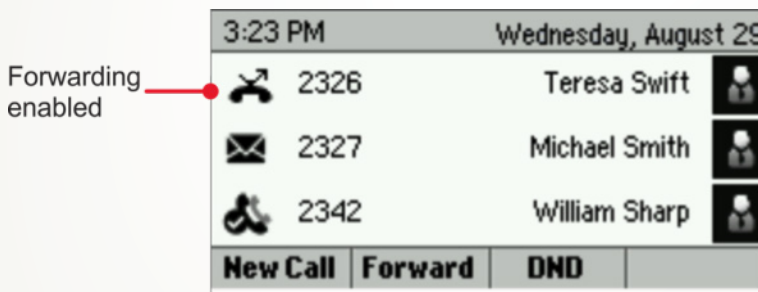 3:23 PM Wednesday, August 29
Forwarding
enabled
2326 Teresa Swift
2327 Michael Smith
2342 William Sharp
New Call Forward DND